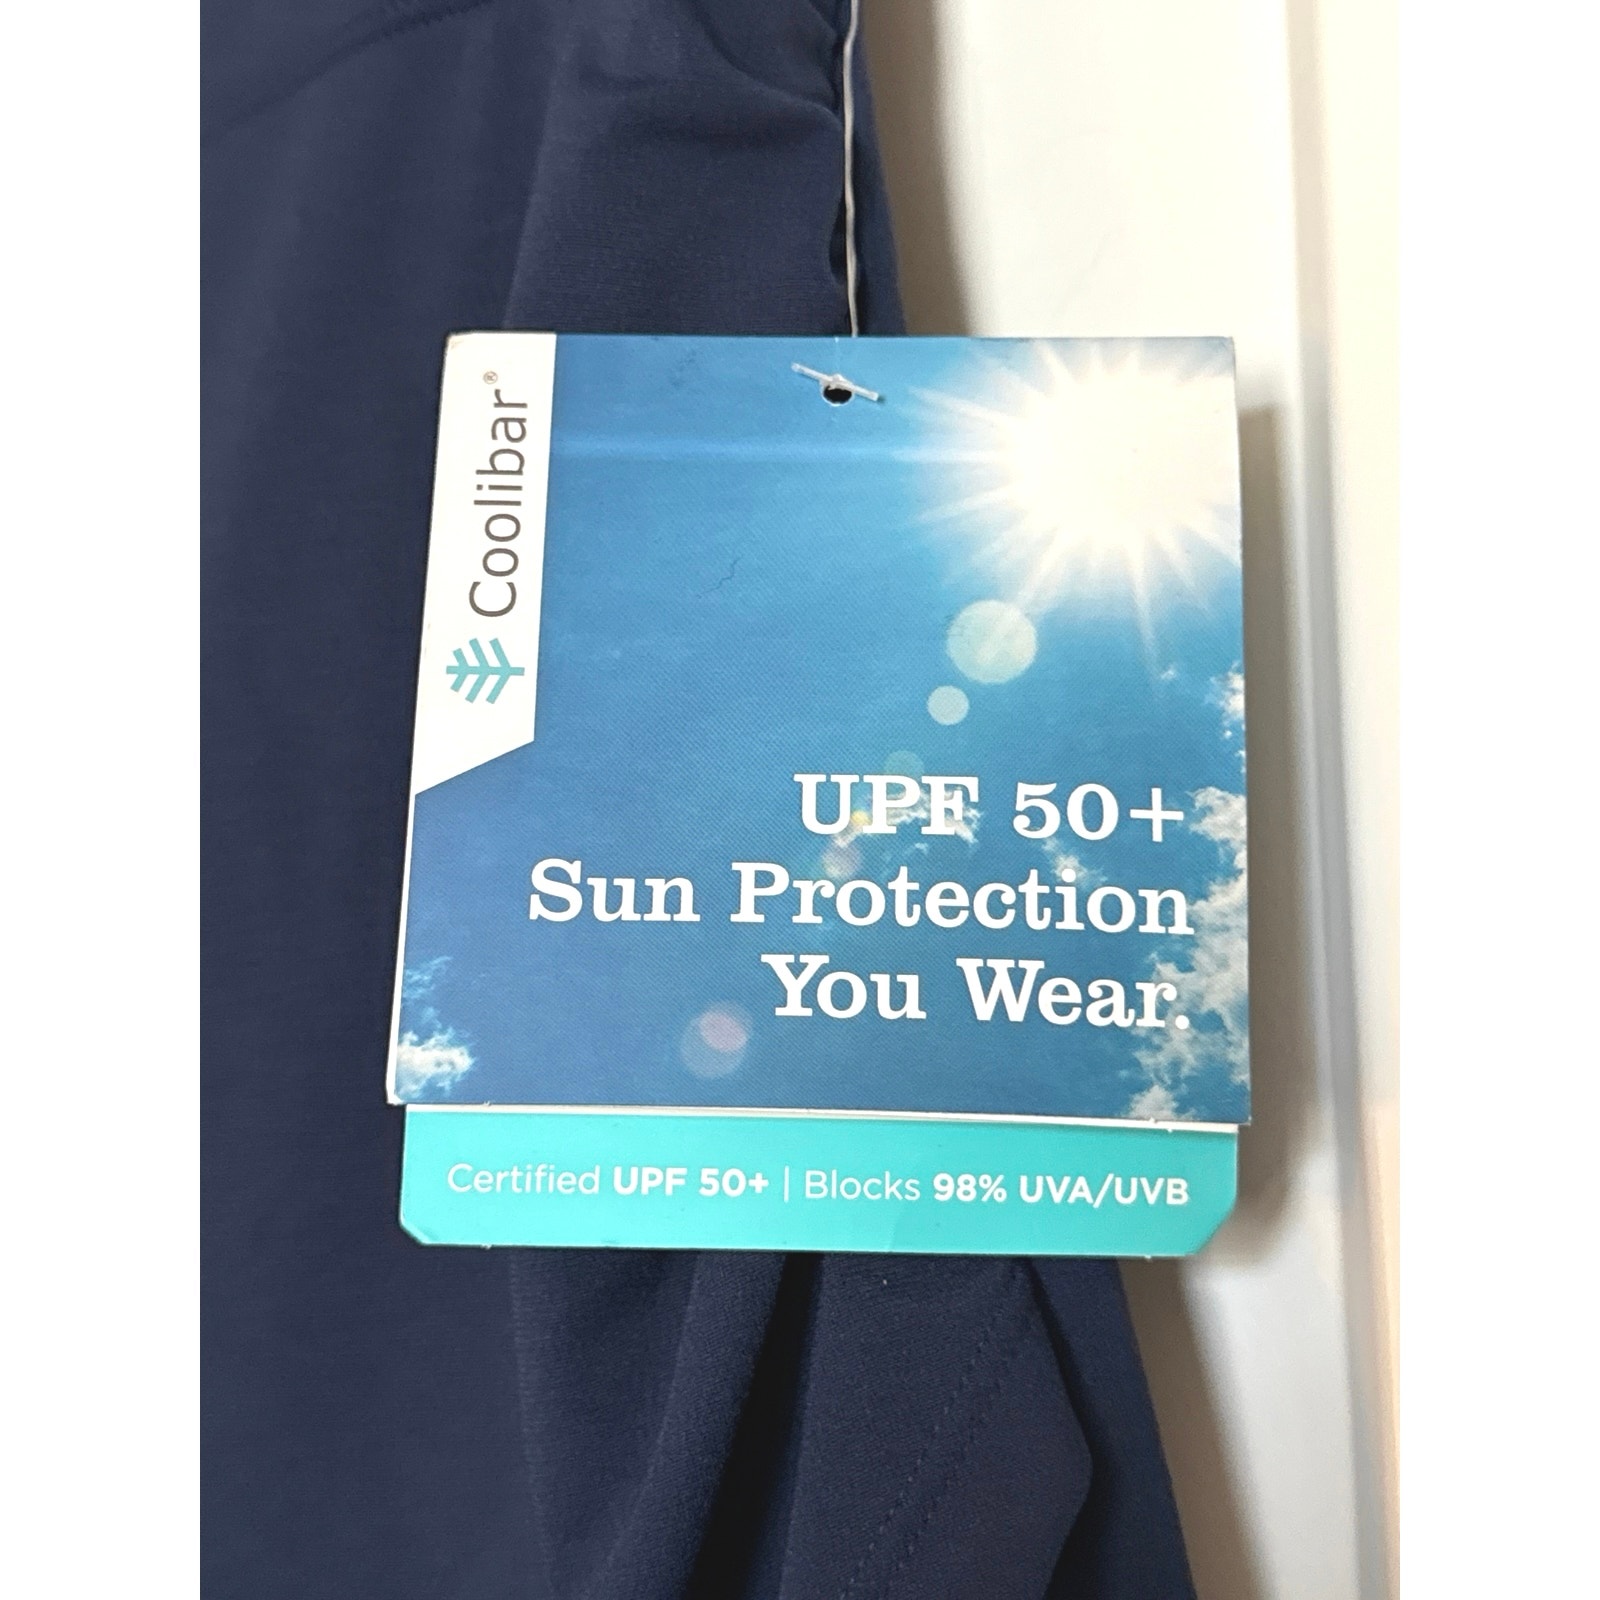 Coolibar®
UPF 50+
Sun Protection
You Wear.
Certified UPF 50+ | Blocks 98% UVA/UVB